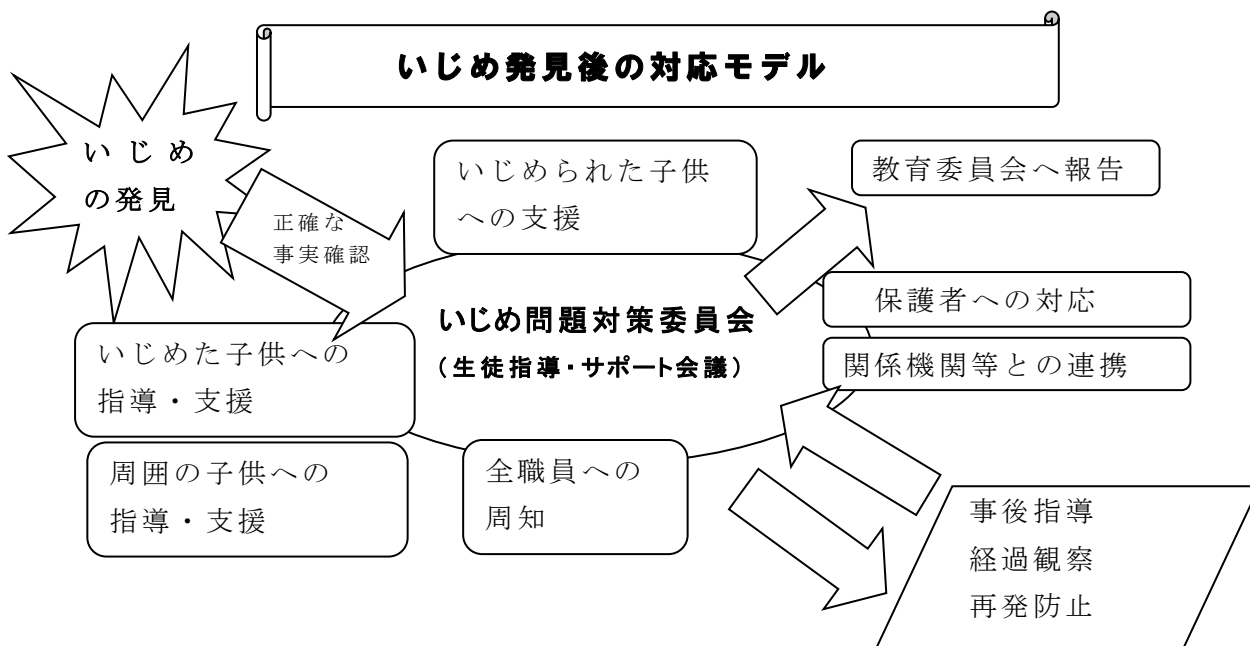 いじめ発見後の対応モデル
いじめ
の発見
正確な
事実確認
いじめられた子供
への支援
教育委員会へ報告
保護者への対応
関係機関等との連携
いじめ問題対策委員会
（生徒指導・サポート会議）
いじめた子供への
指導・支援
周囲の子供への
指導・支援
全職員への
周知
事後指導
経過観察
再発防止